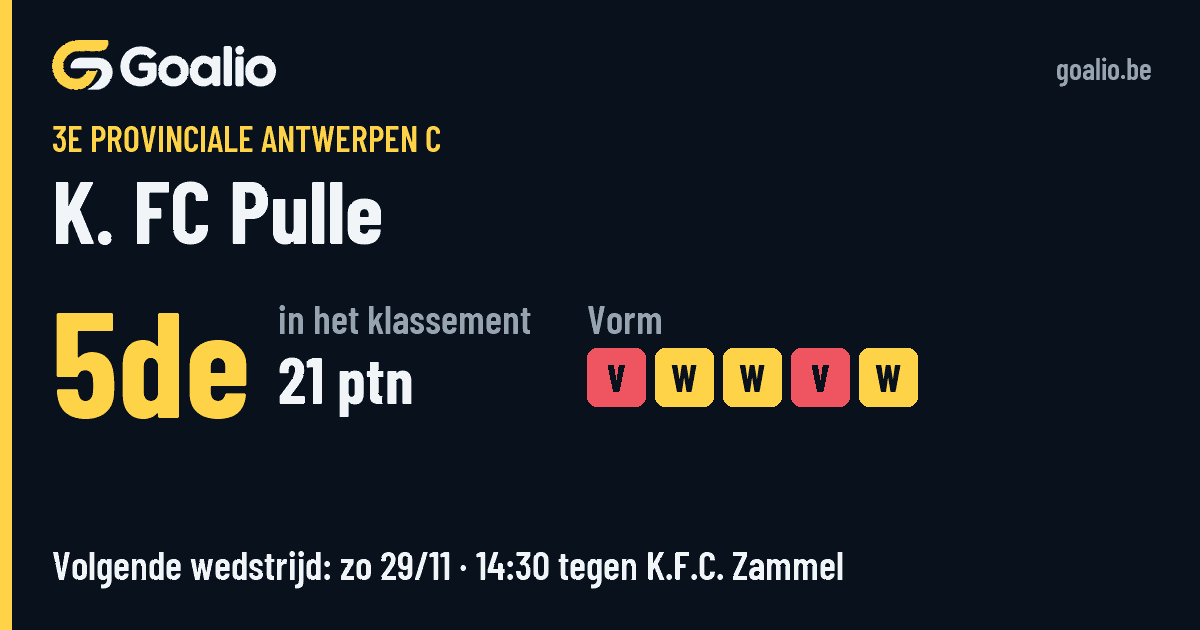 Goalio
goalio.be
3E PROVINCIALE ANTWERPEN C
K. FC Pulle
5de
in het klassement
21 ptn
Vorm
V W W V W
Volgende wedstrijd: zo 29/11 · 14:30 tegen K.F.C. Zammel